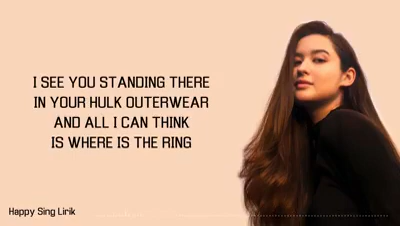 I SEE YOU STANDING THERE
IN YOUR HULK OUTERWEAR
AND ALL I CAN THINK
IS WHERE IS THE RING
Happy Sing Lirik